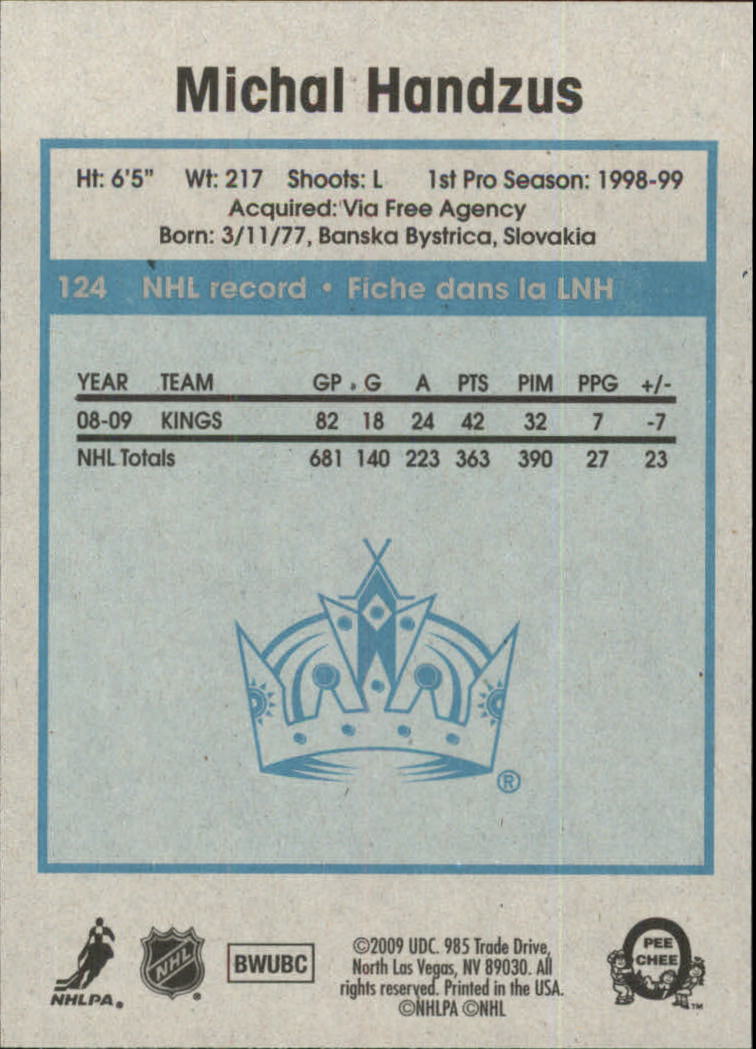 Michal Handzus
Ht: 6'5" Wt: 217 Shoots: L 1st Pro Season: 1998-99
Acquired: Via Free Agency
Born: 3/11/77, Banska Bystrica, Slovakia
124 NHL record • Fiche dans la LNH
YEAR TEAM GP G A PTS PIM PPG +/-
08-09 KINGS 82 18 24 42 32 7 -7
NHL Totals 681 140 223 363 390 27 23
®
NHLPA.
NHL
BWUBC
©2009 UDC. 985 Trade Drive,
North Las Vegas, NV 89030. All
rights reserved. Printed in the USA.
©NHLPA ©NHL
O
PEE
CHEE
TM